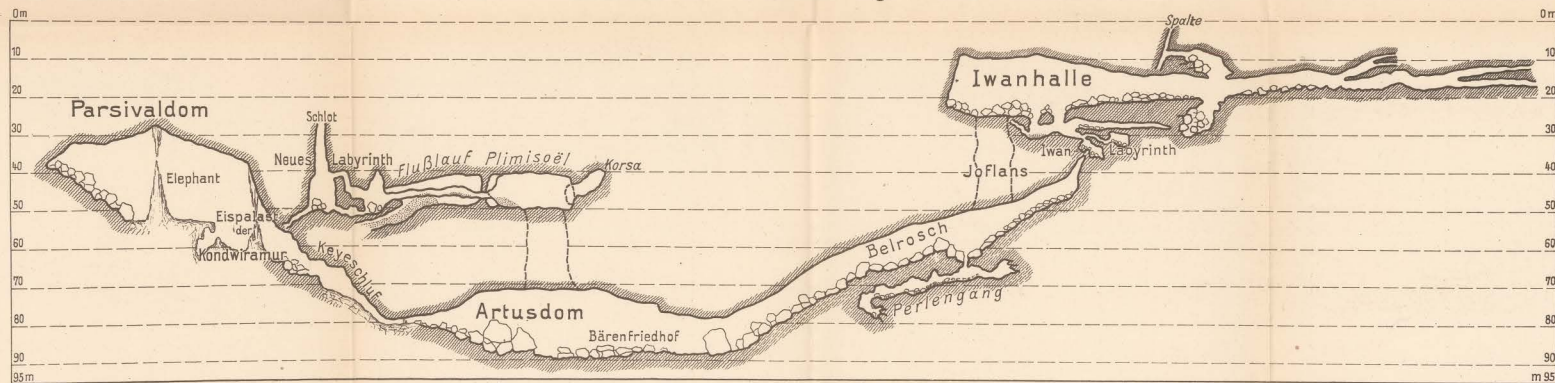 0m
10
20
30
40
50
60
70
80
90
95m
Parsivaldom
Elephant
Eispalast
der
Kondwiramur
Schlot
Neues Labyrinth
Flußlauf Plimisoël
Korsa
Keyeschluf
Artusdom
Bärenfriedhof
Belrosch
Perlengang
Joflans
Iwanhalle
Spalte
Iwan Labyrinth
0m
10
20
30
40
50
60
70
80
90
m 95